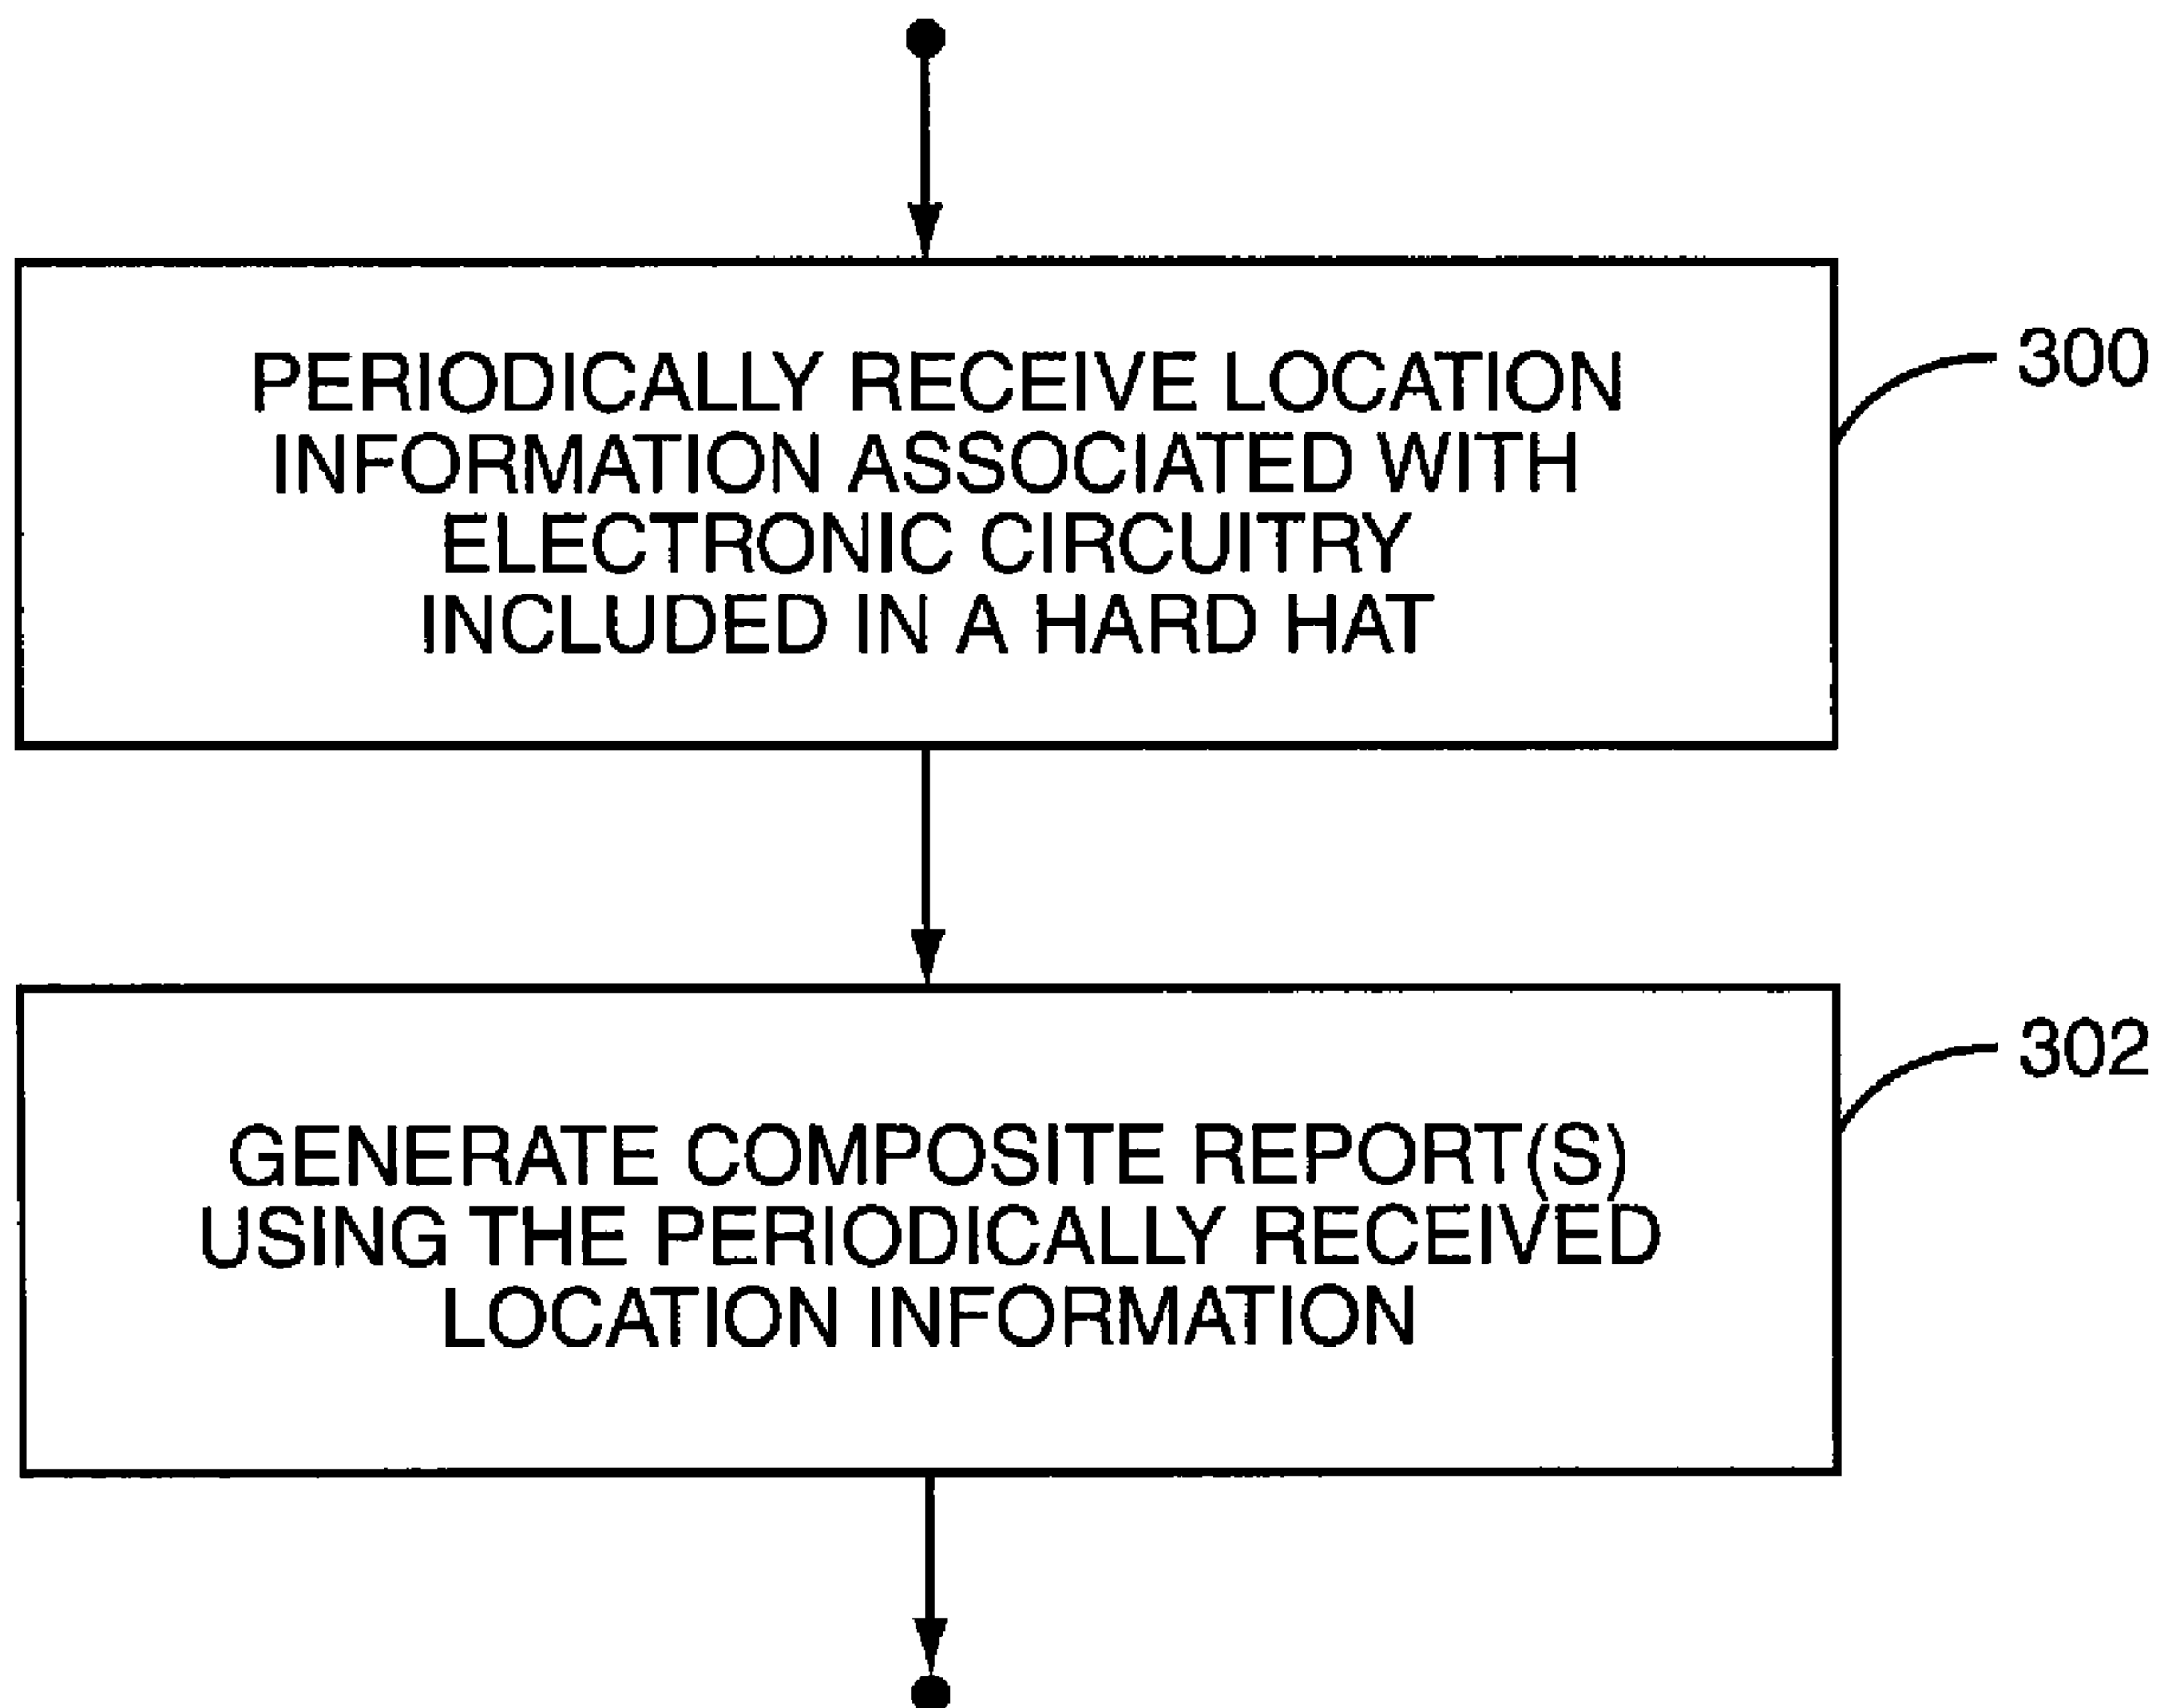 PERIODICALLY RECEIVE LOCATION
INFORMATION ASSOCIATED WITH
ELECTRONIC CIRCUITRY
INCLUDED IN A HARD HAT
300
GENERATE COMPOSITE REPORT(S)
USING THE PERIODICALLY RECEIVED
LOCATION INFORMATION
302